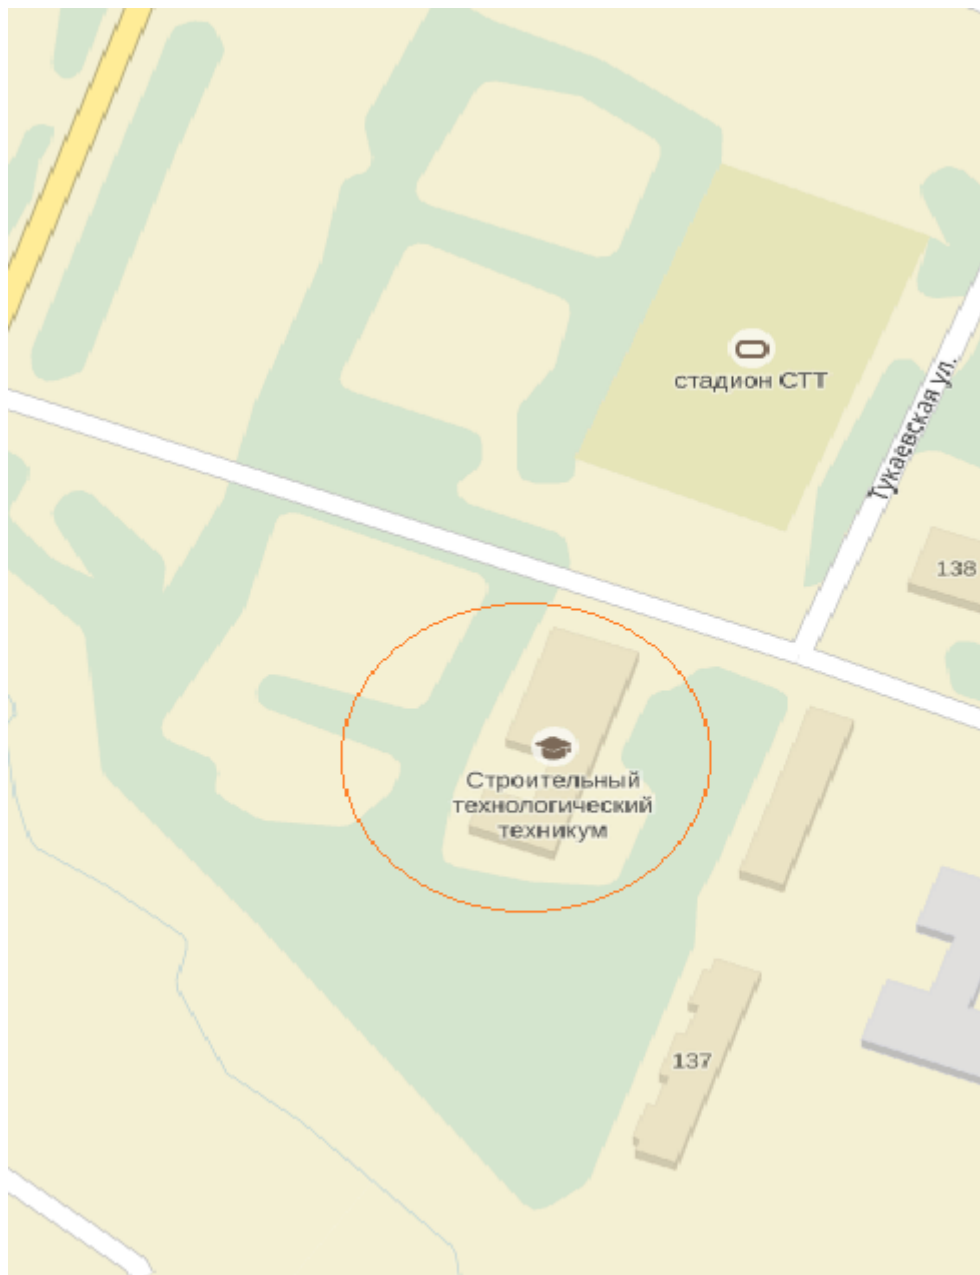 стадион СТТ
Тукаевская ул.
138
Строительный
технологический
техникум
137